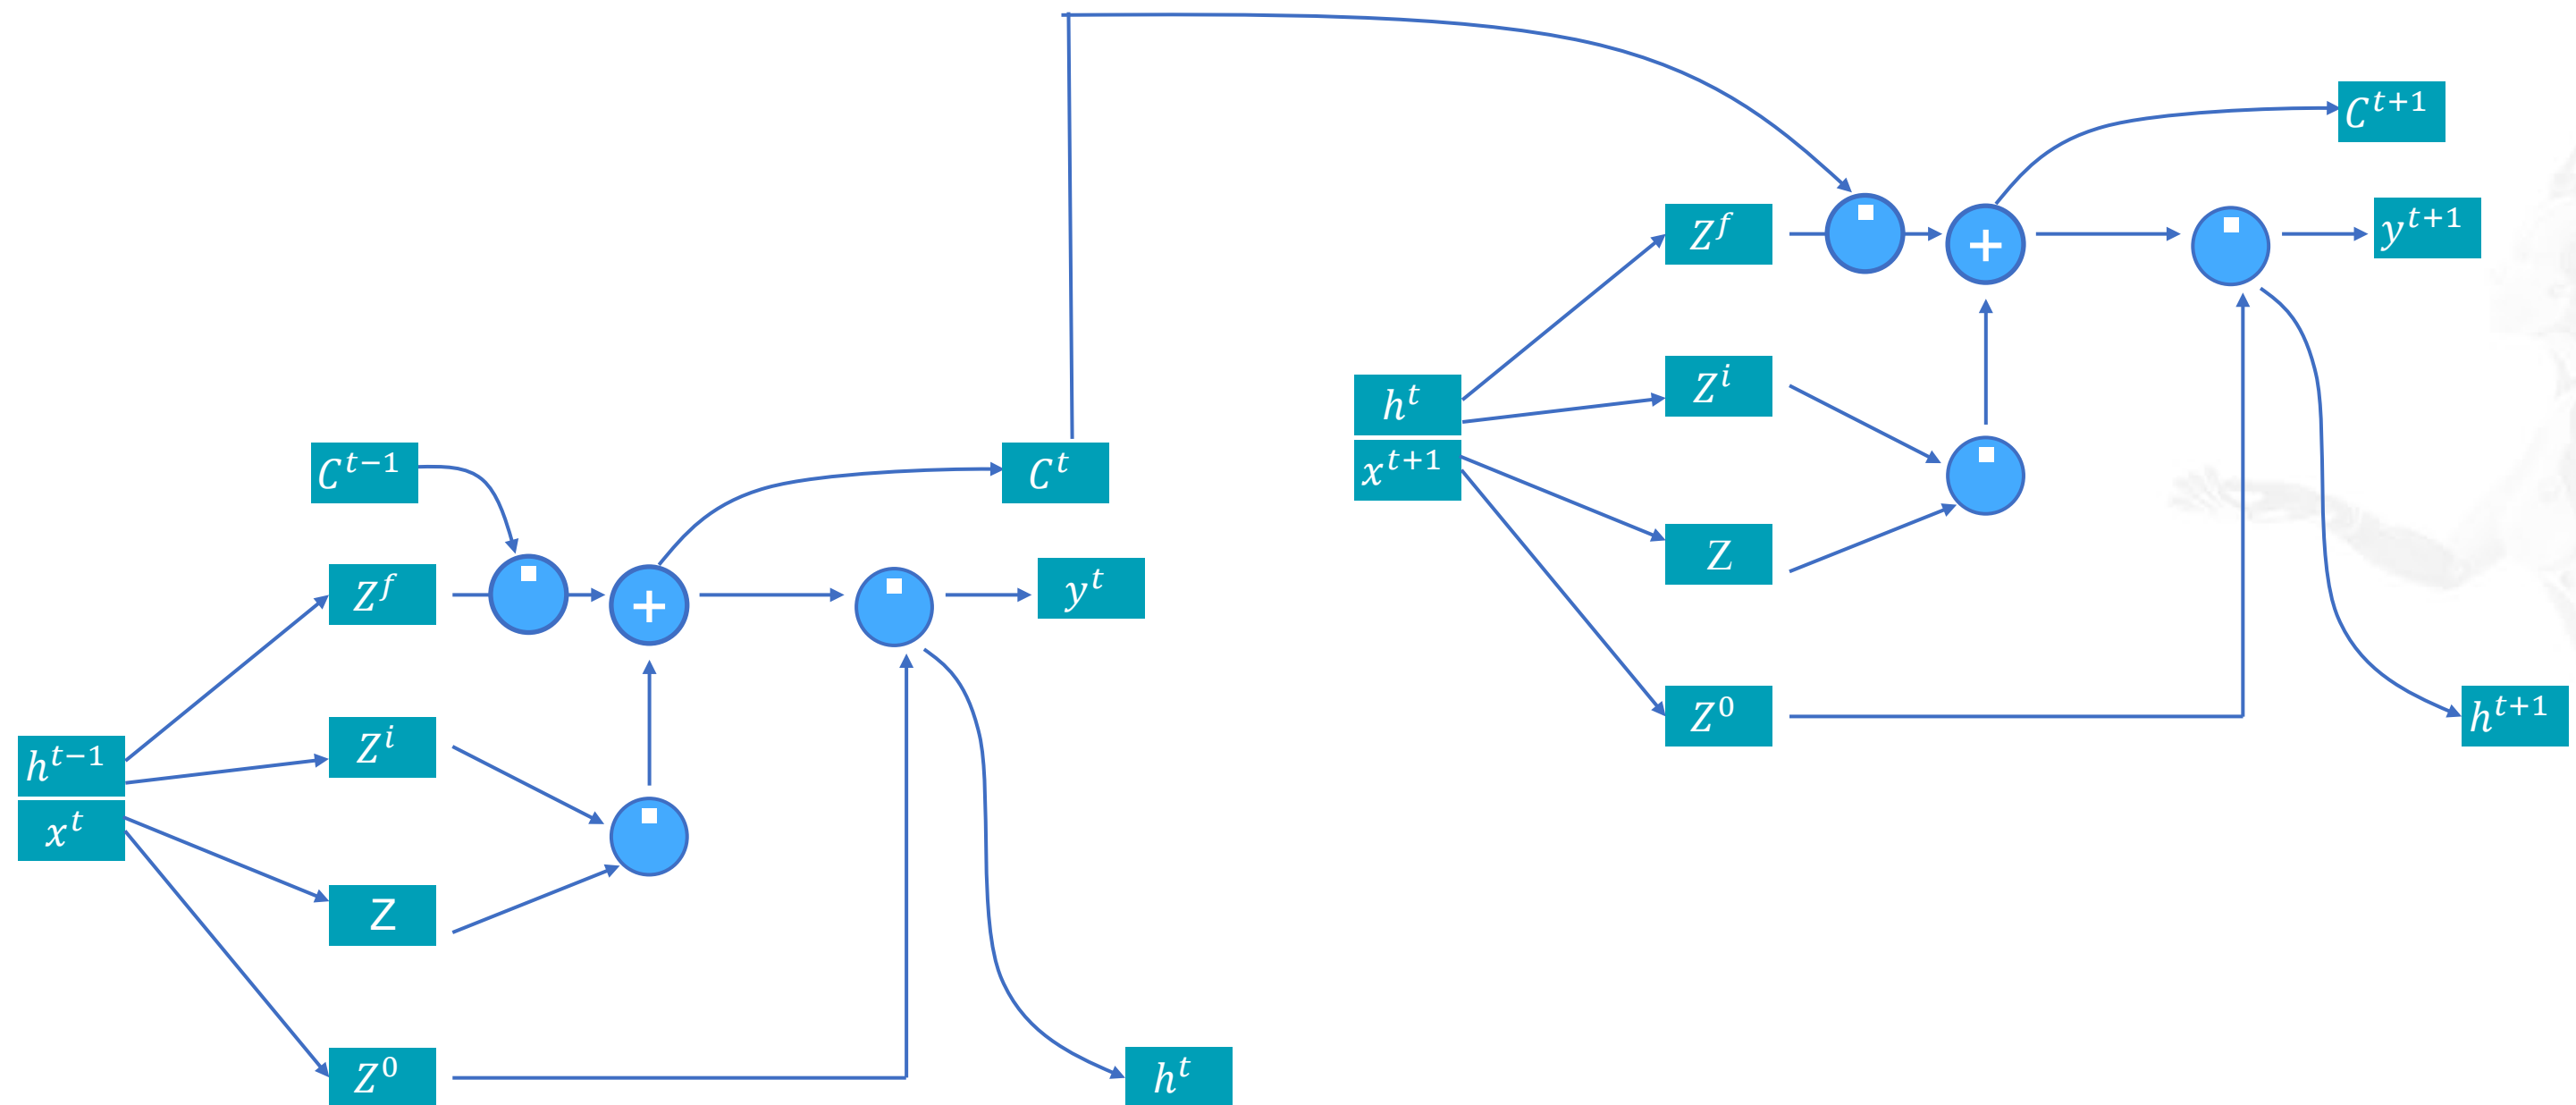 C^{t+1}
y^{t+1}
Z^f
+
Z^i
h^t
x^{t+1}
Z
Z^0
h^{t+1}
C^{t-1}
C^t
Z^f
+
y^t
Z^i
h^{t-1}
x^t
Z
Z^0
h^t